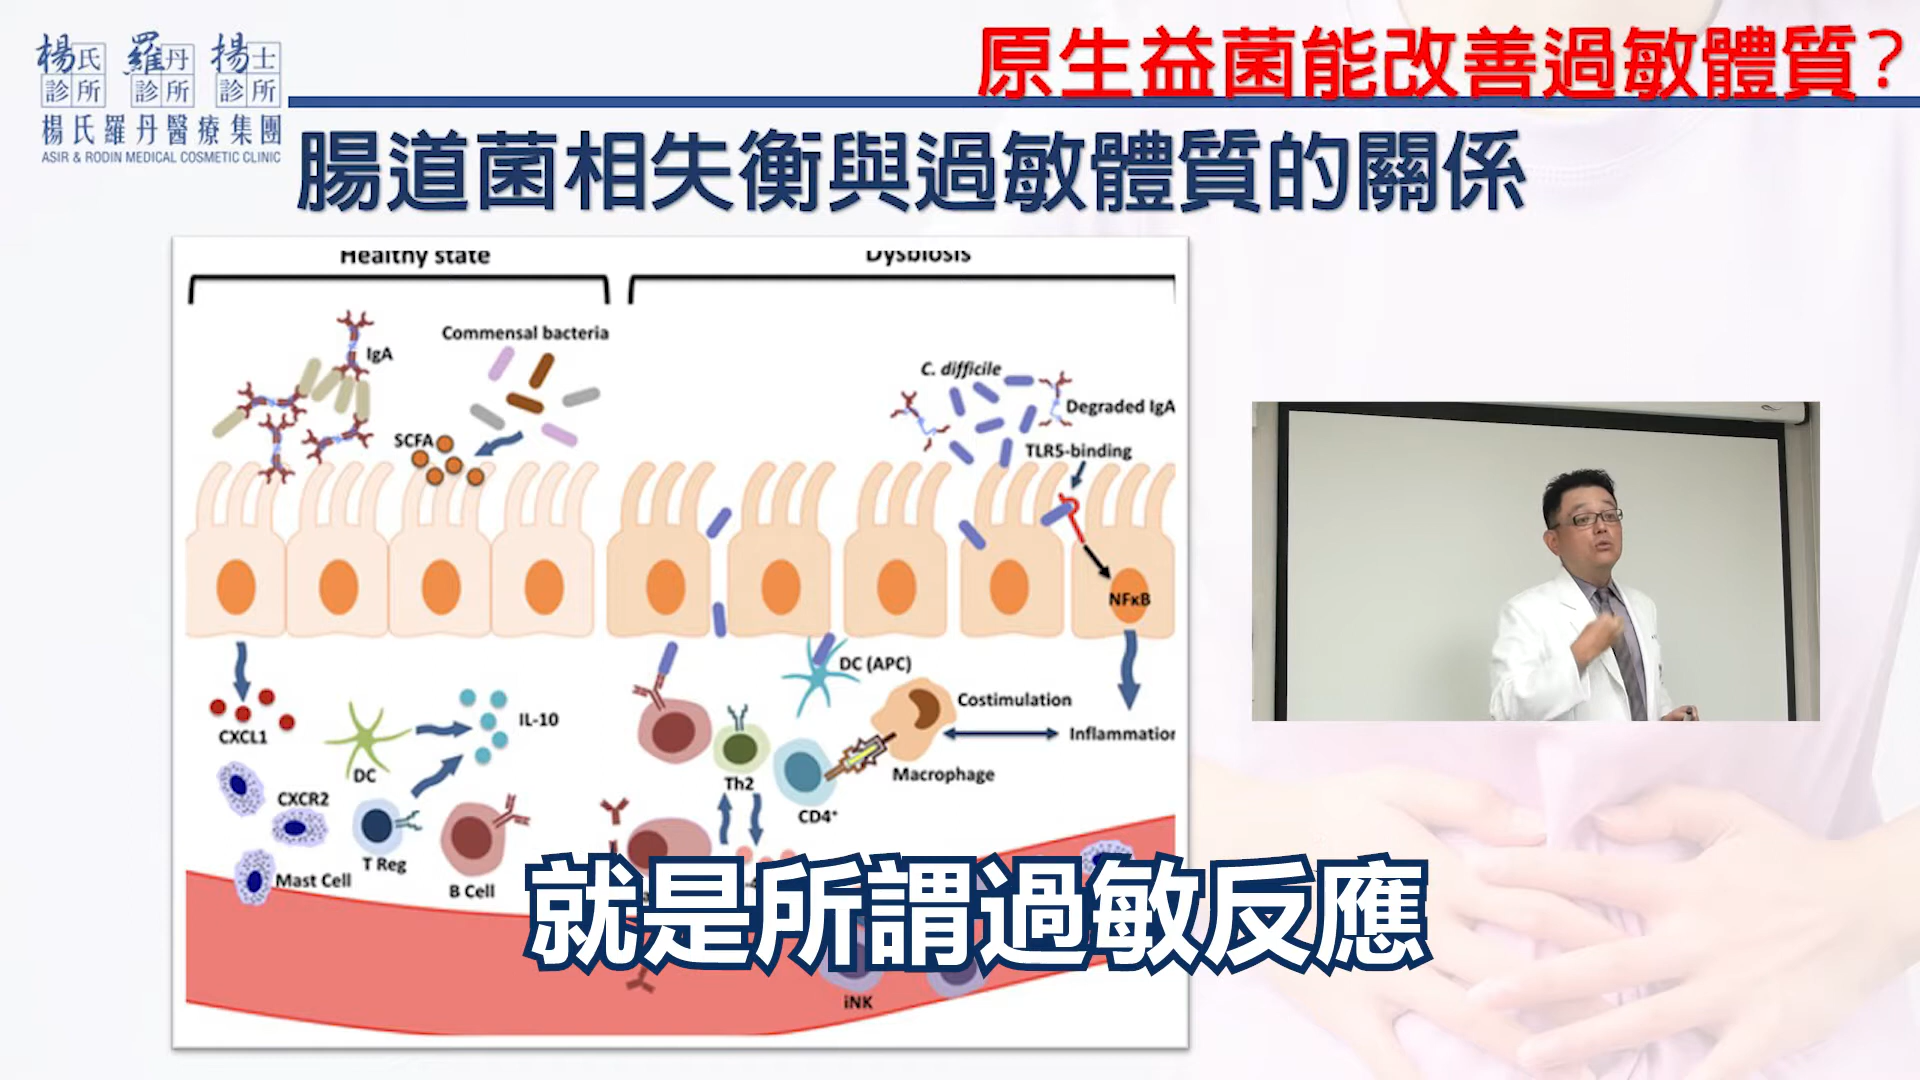 楊氏診所 羅丹診所 揚士診所
楊氏羅丹醫療集團
ASIR & RODIN MEDICAL COSMETIC CLINIC
原生益菌能改善過敏體質？
腸道菌相失衡與過敏體質的關係
Healthy state
Dysbiosis
IgA
Commensal bacteria
SCFA
C. difficile
Degraded IgA
TLR5-binding
NFκB
CXCL1
DC
IL-10
CXCR2
T Reg
Mast Cell
B Cell
DC (APC)
Costimulation
Inflammation
Macrophage
Th2
CD4+
iNK
就是所謂過敏反應